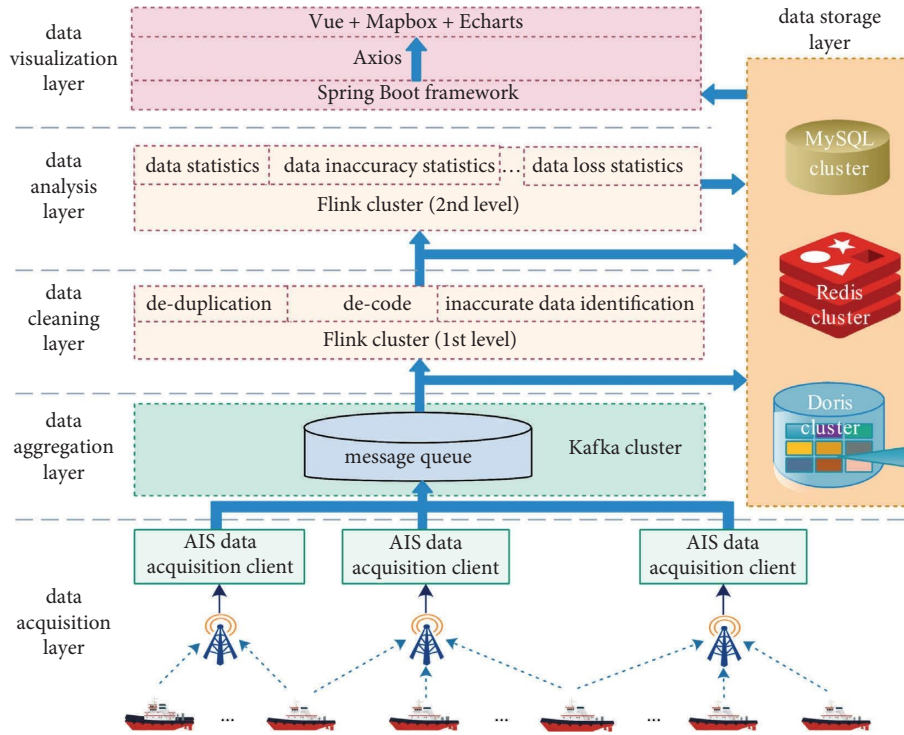 data
visualization
layer
Vue + Mapbox + Echarts
Axios
Spring Boot framework
data storage
layer
MySQL
cluster
Redis
cluster
Doris
cluster
data
analysis
layer
data statistics
data inaccuracy statistics
...
data loss statistics
Flink cluster (2nd level)
data
cleaning
layer
de-duplication
de-code
inaccurate data identification
Flink cluster (1st level)
data
aggregation
layer
message queue
Kafka cluster
data
acquisition
layer
AIS data
acquisition client
AIS data
acquisition client
AIS data
acquisition client
...
...
...